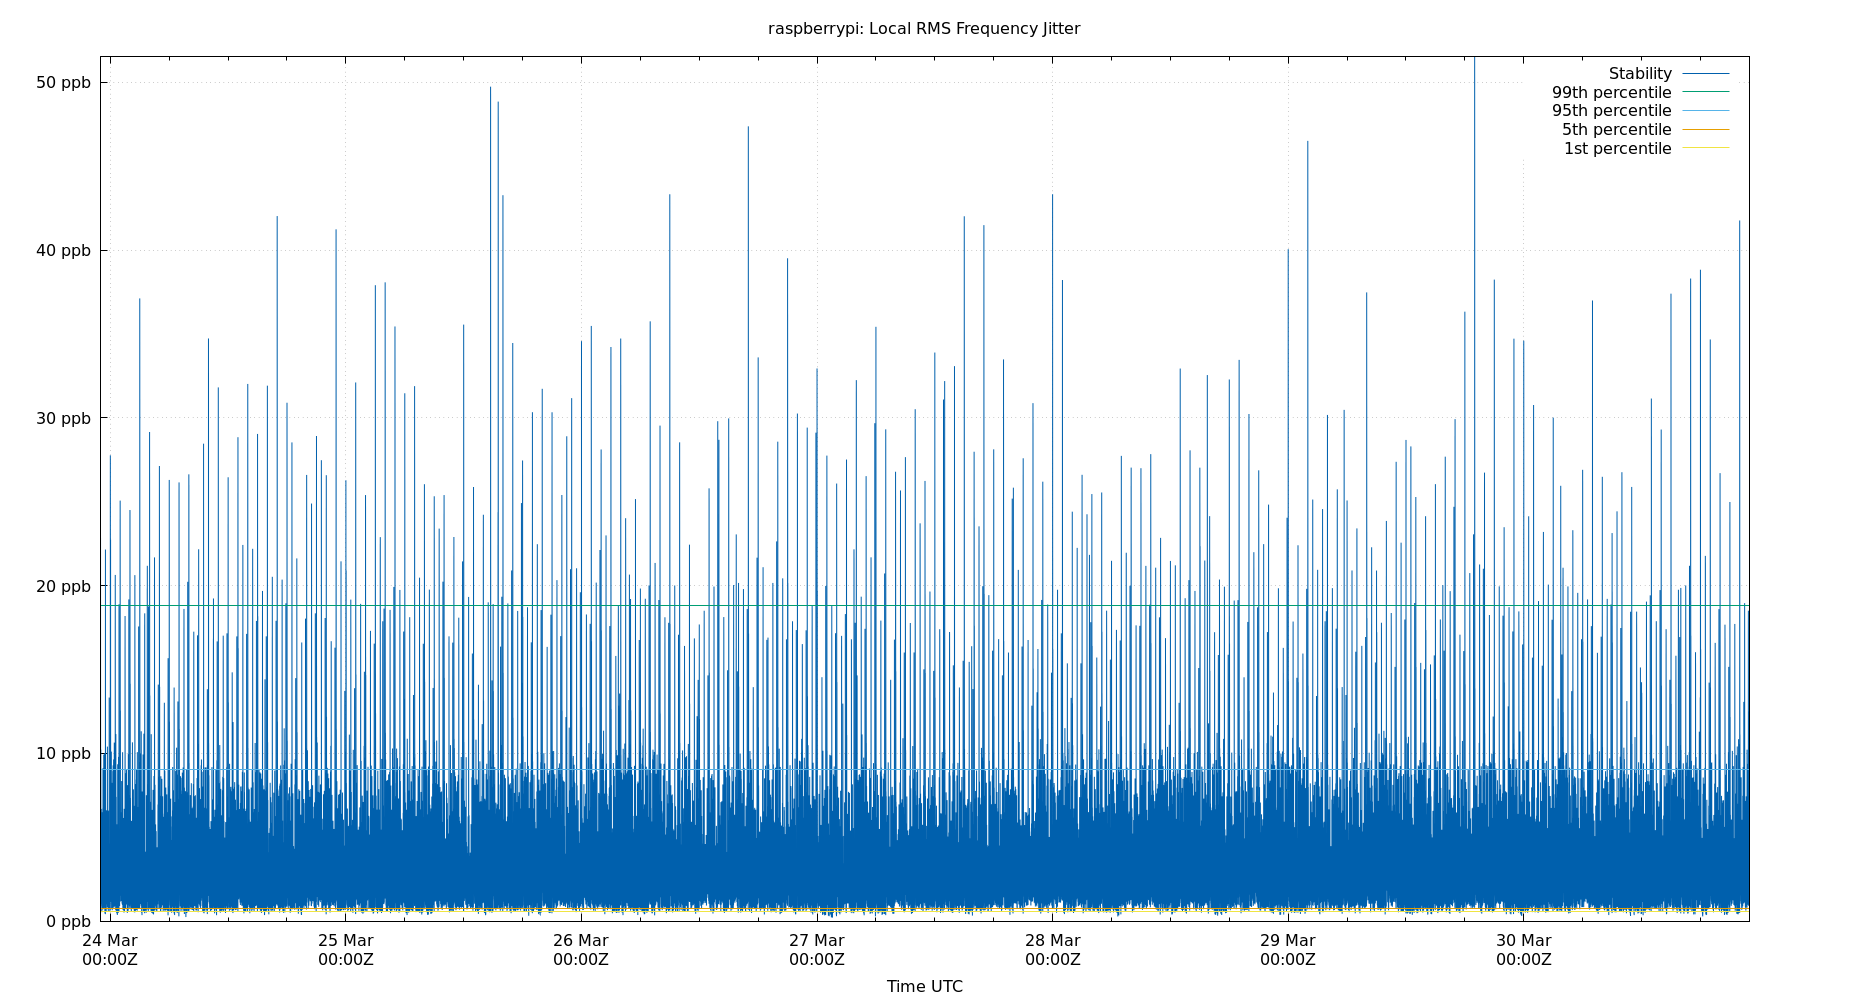 raspberrypi: Local RMS Frequency Jitter
50 ppb
40 ppb
30 ppb
20 ppb
10 ppb
0 ppb
Stability
99th percentile
95th percentile
5th percentile
1st percentile
24 Mar 25 Mar 26 Mar 27 Mar 28 Mar 29 Mar 30 Mar
00:00Z 00:00Z 00:00Z 00:00Z 00:00Z 00:00Z 00:00Z
Time UTC